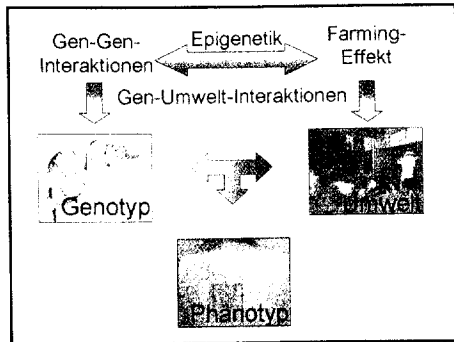 Gen-Gen-
Interaktionen
Epigenetik
Farming-
Effekt
Gen-Umwelt-Interaktionen
Genotyp
Umwelt
Phänotyp